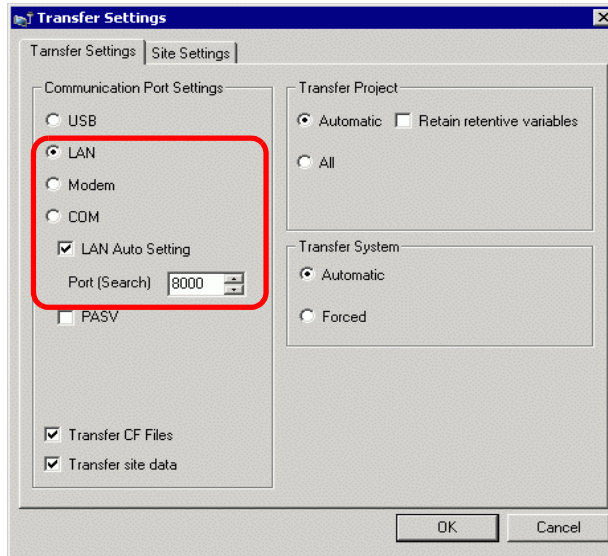 Transfer Settings
Tarnsfer Settings
Site Settings
Communication Port Settings
USB
LAN
Modem
COM
LAN Auto Setting
Port (Search) 8000
PASV
Transfer CF Files
Transfer site data
Transfer Project
Automatic Retain retentive variables
All
Transfer System
Automatic
Forced
OK Cancel